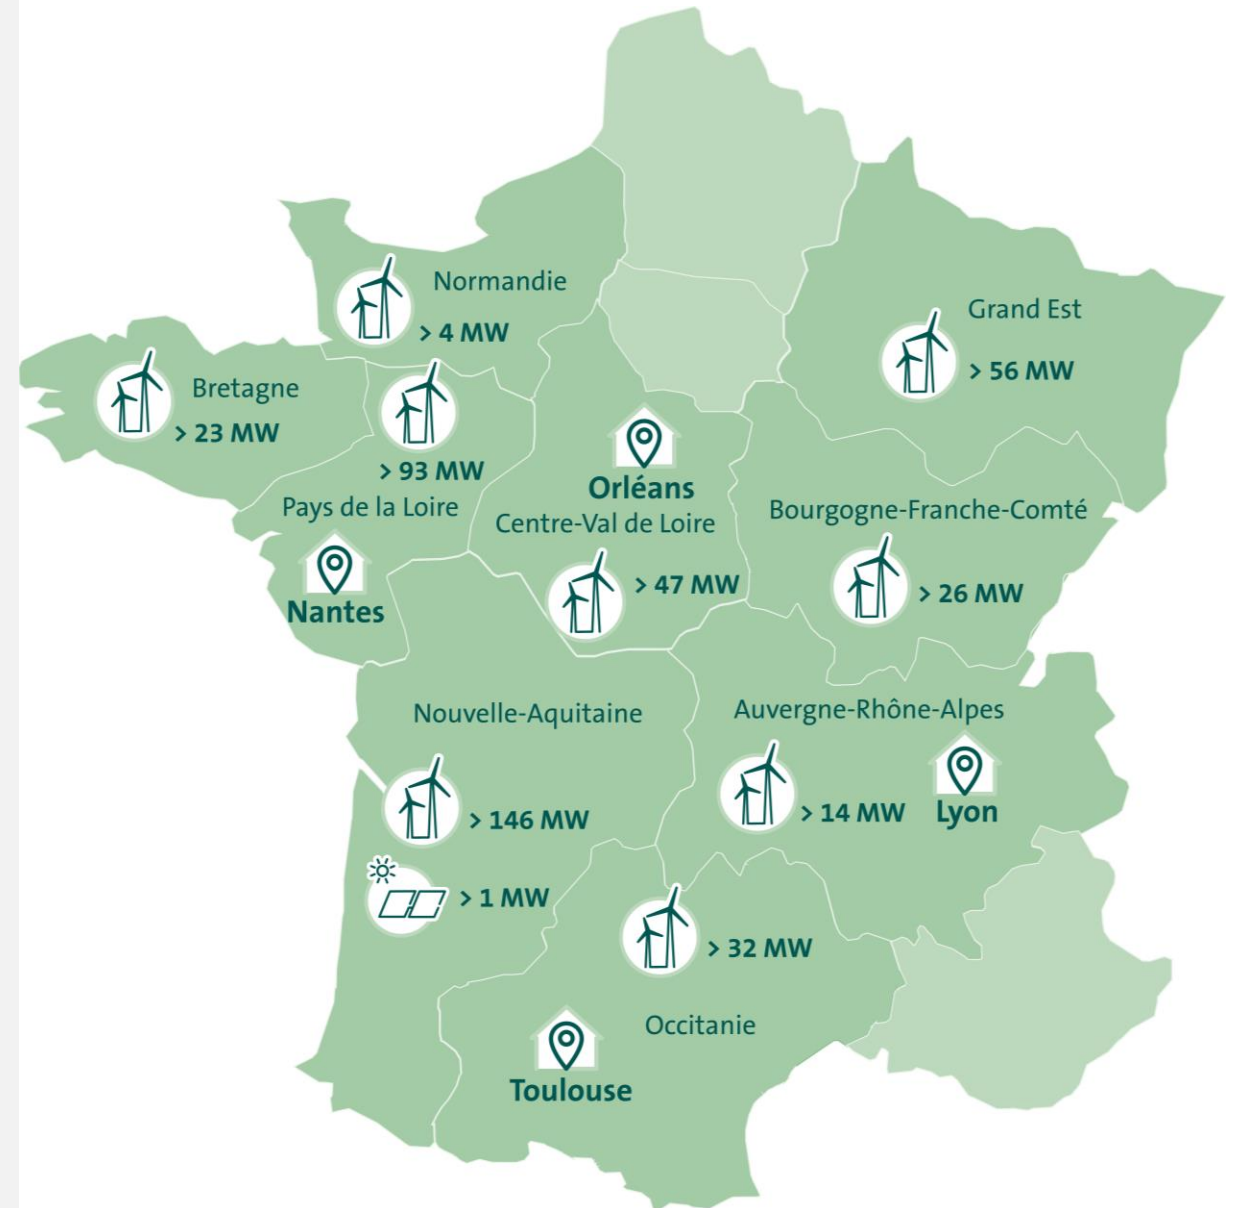 Normandie
> 4 MW
Grand Est
> 56 MW
Bretagne
> 23 MW
> 93 MW
Pays de la Loire
Nantes
Orléans
Centre-Val de Loire
> 47 MW
Bourgogne-Franche-Comté
> 26 MW
Nouvelle-Aquitaine
> 146 MW
> 1 MW
Auvergne-Rhône-Alpes
> 14 MW
Lyon
> 32 MW
Occitanie
Toulouse